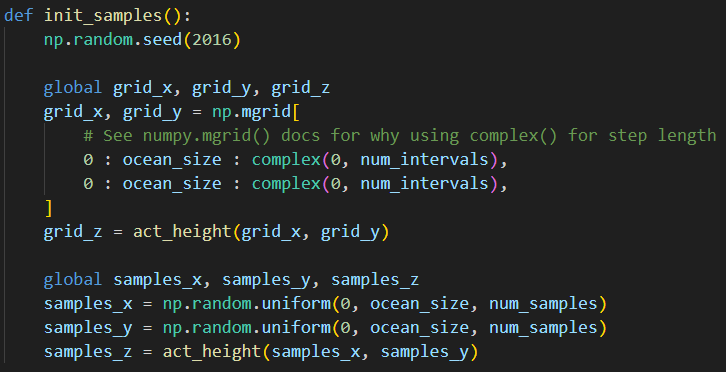 def init_samples():
    np.random.seed(2016)

    global grid_x, grid_y, grid_z
    grid_x, grid_y = np.mgrid[
        # See numpy.mgrid() docs for why using complex() for step length
        0 : ocean_size : complex(0, num_intervals),
        0 : ocean_size : complex(0, num_intervals),
    ]
    grid_z = act_height(grid_x, grid_y)

    global samples_x, samples_y, samples_z
    samples_x = np.random.uniform(0, ocean_size, num_samples)
    samples_y = np.random.uniform(0, ocean_size, num_samples)
    samples_z = act_height(samples_x, samples_y)